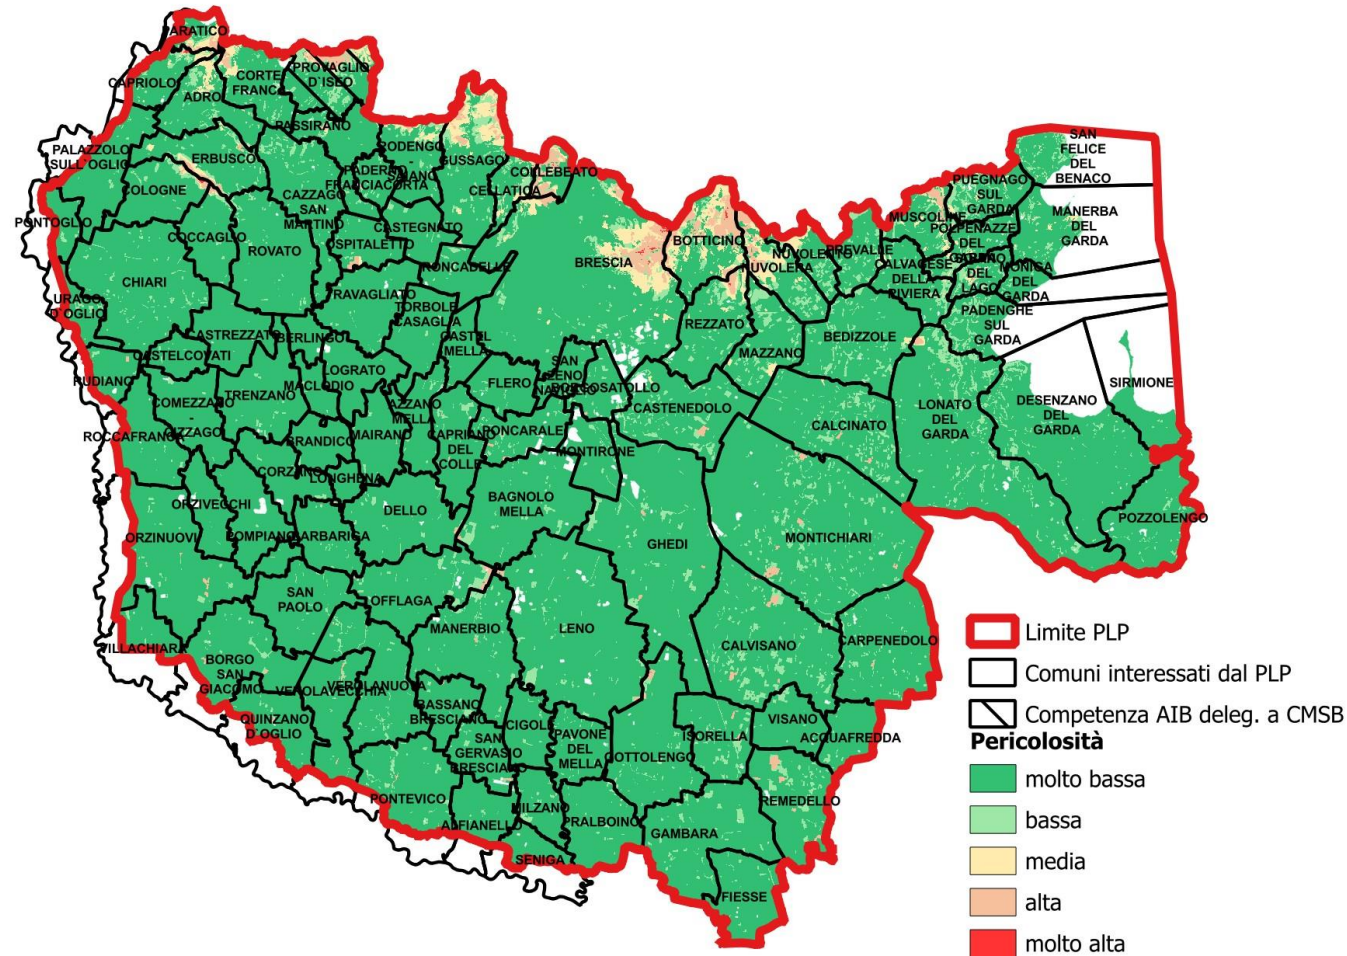 PARATICO
PROVAGLIO
D'ISEO
CORTE
FRANCA
CAPRIOLO
ADRO
PASSIRANO
PALAZZOLO
SULL'OGLIO
ERBUSCO
RODENGO
-
SAIANO
GUSSAGO
PADERNO
FRANCIACORTA
COLLEBEATO
CELLATICA
COLOGNE
CAZZAGO
SAN
MARTINO
PONTOGLIO
COCCAGLIO
ROVATO
CASTEGNATO
OSPITALETTO
RONCADELLE
BRESCIA
BOTTICINO
NUVOLENTO
NUVOLERA
PREVALLE
MUSCOLINE
PUEGNAGO
SUL
GARDA
SAN
FELICE
DEL
BENACO
MANERBA
DEL
GARDA
POLPENAZZE
DEL
GARDA
SOIANO
DEL
LAGO
MONIGA
DEL
GARDA
CALVAGESE
DELLA
RIVIERA
PADENGHE
SUL
GARDA
CHIARI
URAGO
D'OGLIO
TRAVAGLIATO
TORBOLE
CASAGLIA
CASTEL
MELLA
REZZATO
MAZZANO
BEDIZZOLE
CASTREZZATO
BERLINGO
CASTELCOVATI
RUDIANO
LOGRATO
MACLODIO
TRENZANO
COMEZZANO
-
CIZZAGO
FLERO
SAN
ZENO
NAVIGLIO
BORGOSATOLLO
CASTENEDOLO
CALCINATO
LONATO
DEL
GARDA
DESENZANO
DEL
GARDA
SIRMIONE
AZZANO
MELLA
ROCCAFRANCA
BRANDICO
MAIRANO
CAPRIANO
DEL
COLLE
PONCARALE
MONTIRONE
CORZANO
LONGHENA
ORZIVECCHI
BAGNOLO
MELLA
DELLO
POZZOLENGO
ORZINUOVI
POMPIANO
BARBARIGA
GHEDI
MONTICHIARI
SAN
PAOLO
OFFLAGA
MANERBIO
LENO
CALVISANO
CARPENEDOLO
VILLACHIARA
BORGO
SAN
GIACOMO
VEROLAVECCHIA
VEROLANUOVA
BASSANO
BRESCIANO
CIGOLE
QUINZANO
D'OGLIO
SAN
GERVASIO
BRESCIANO
PAVONE
DEL
MELLA
COTTOLENGO
ISORELLA
VISANO
ACQUAFREDDA
PONTEVICO
ALFIANELLO
MILZANO
PRALBOINO
GAMBARA
REMEDELLO
SENIGA
FIESSE
Limite PLP
Comuni interessati dal PLP
Competenza AIB deleg. a CMSB
Pericolosità
molto bassa
bassa
media
alta
molto alta